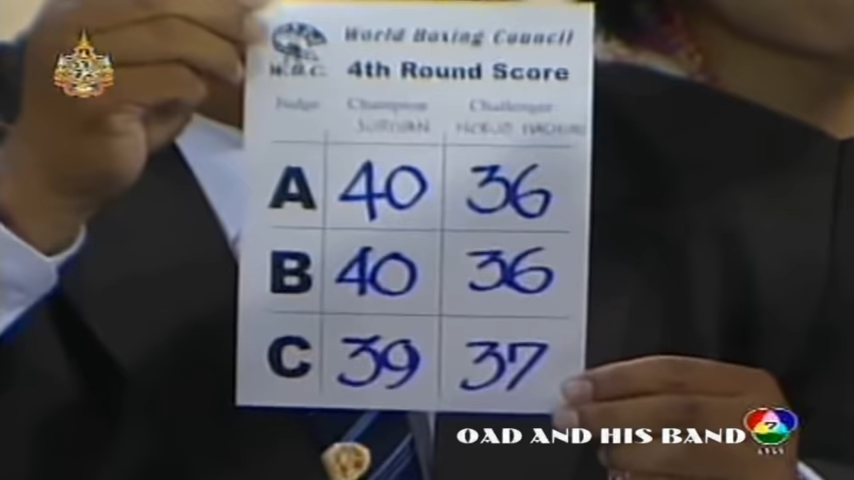 World Boxing Council
W.B.C. 4th Round Score
Judge Champion Challenger
A 40 36
B 40 36
C 39 37
OAD AND HIS BAND
7